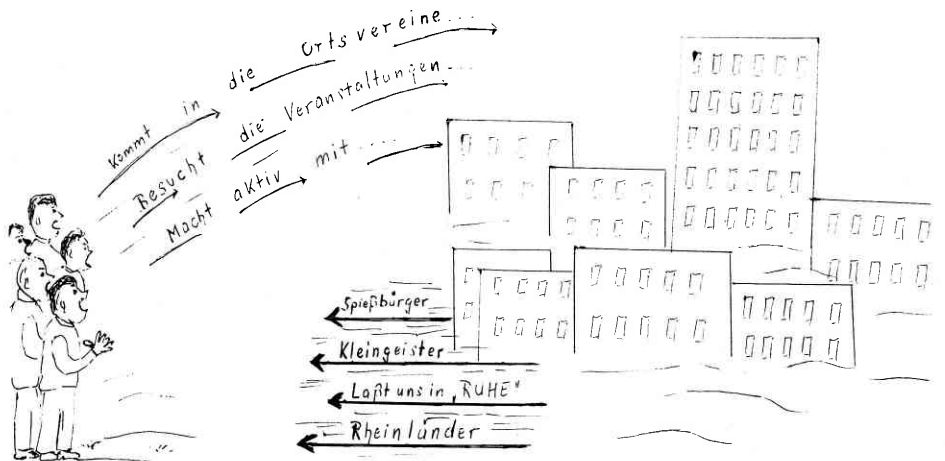 Kommt in die Ortsvereine...
Besucht die Veranstaltungen...
Macht aktiv mit....
Spießbürger
Kleingeister
Laßt uns in „RUHE"
Rheinländer